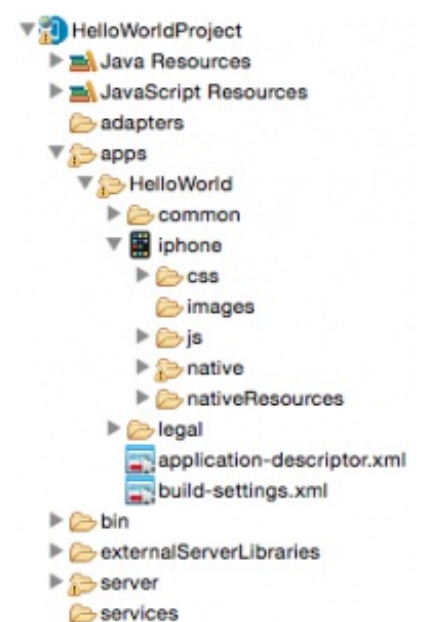 HelloWorldProject
Java Resources
JavaScript Resources
adapters
apps
HelloWorld
common
iphone
css
images
js
native
nativeResources
legal
application-descriptor.xml
build-settings.xml
bin
externalServerLibraries
server
services